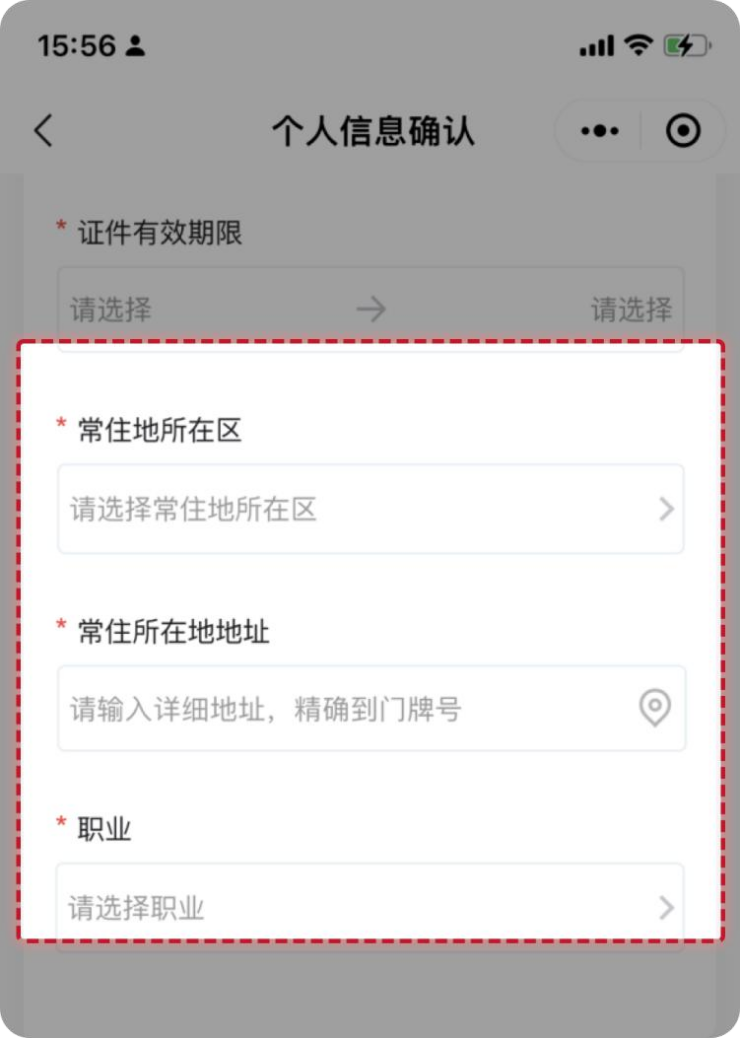 15:56
个人信息确认
* 证件有效期限
请选择 → 请选择
* 常住地所在区
请选择常住地所在区
* 常住所在地地址
请输入详细地址，精确到门牌号
* 职业
请选择职业